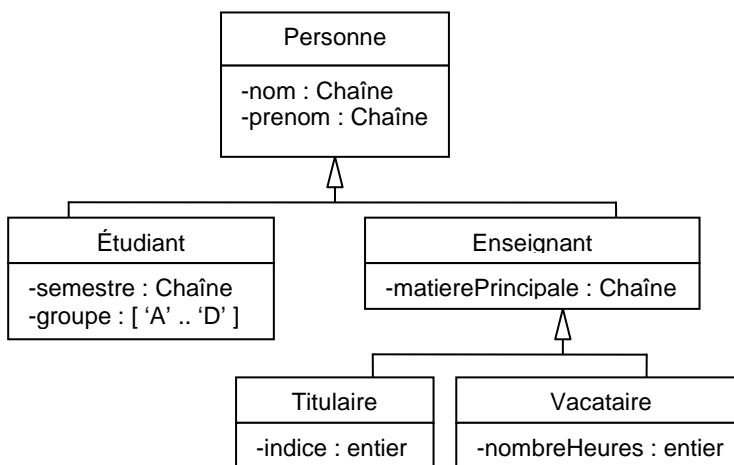 Personne
-nom : Chaîne
-prenom : Chaîne
Étudiant
-semestre : Chaîne
-groupe : [ ‘A’ .. ‘D’ ]
Enseignant
-matierePrincipale : Chaîne
Titulaire
-indice : entier
Vacataire
-nombreHeures : entier